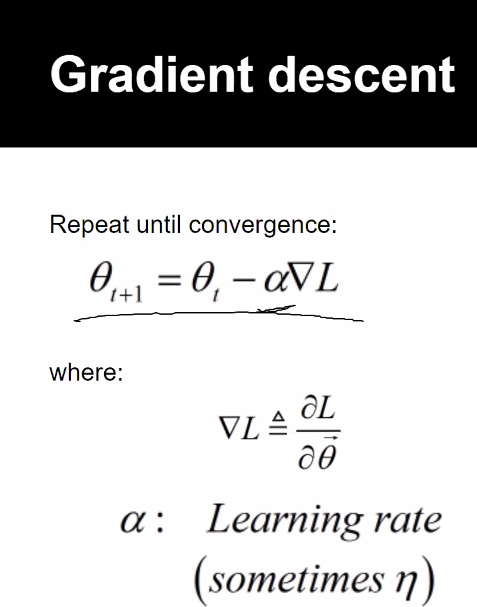 Gradient descent
Repeat until convergence:
θ_{t+1} = θ_t − α∇L
where:
∇L ≜ ∂L/∂θ⃗
α : Learning rate
(sometimes η)